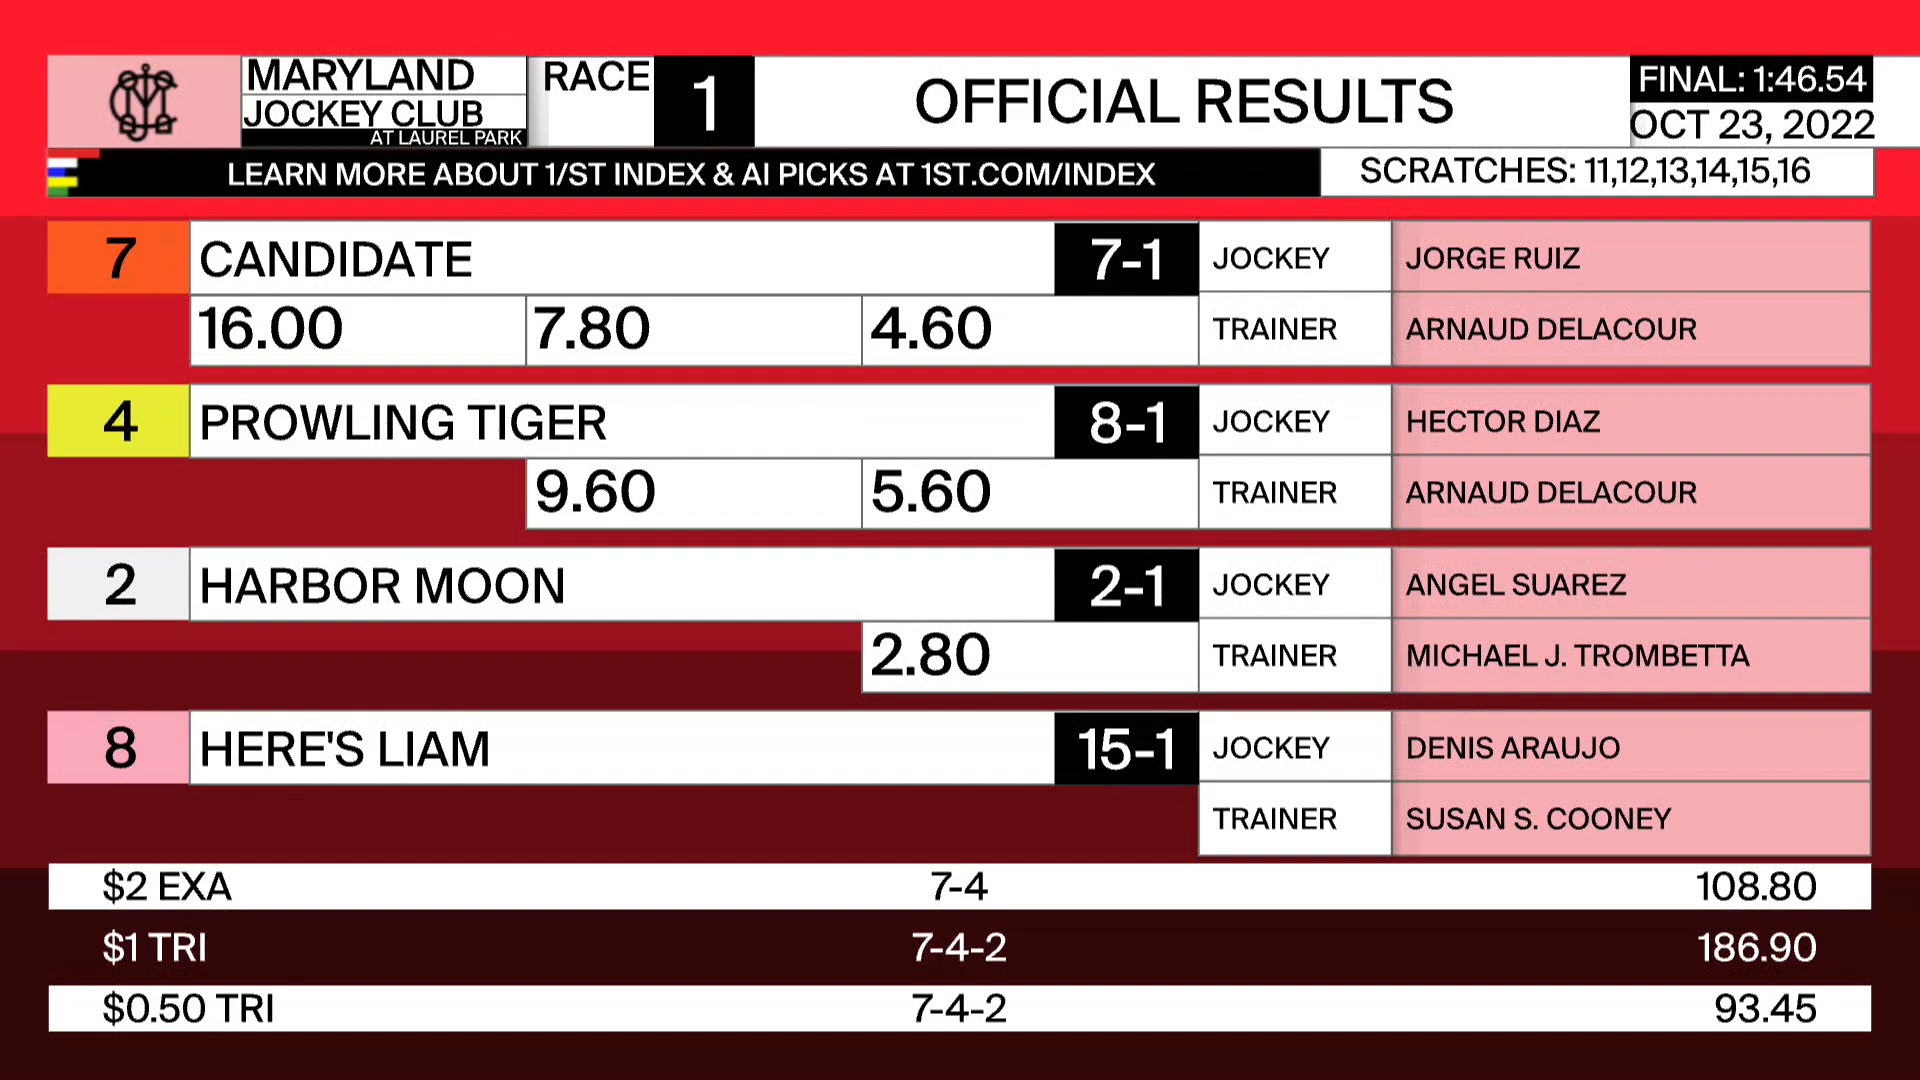 MARYLAND
JOCKEY CLUB
AT LAUREL PARK
RACE 1
OFFICIAL RESULTS
FINAL: 1:46.54
OCT 23, 2022
LEARN MORE ABOUT 1/ST INDEX & AI PICKS AT 1ST.COM/INDEX
SCRATCHES: 11,12,13,14,15,16
7 CANDIDATE 7-1 JOCKEY JORGE RUIZ
16.00 7.80 4.60 TRAINER ARNAUD DELACOUR
4 PROWLING TIGER 8-1 JOCKEY HECTOR DIAZ
9.60 5.60 TRAINER ARNAUD DELACOUR
2 HARBOR MOON 2-1 JOCKEY ANGEL SUAREZ
2.80 TRAINER MICHAEL J. TROMBETTA
8 HERE'S LIAM 15-1 JOCKEY DENIS ARAUJO
TRAINER SUSAN S. COONEY
$2 EXA 7-4 108.80
$1 TRI 7-4-2 186.90
$0.50 TRI 7-4-2 93.45